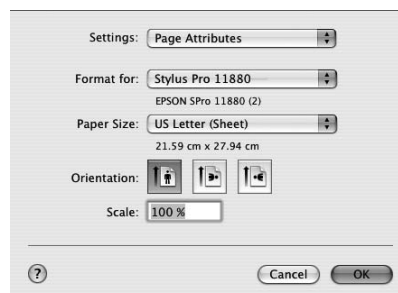 Settings: Page Attributes
Format for: Stylus Pro 11880
EPSON SPro 11880 (2)
Paper Size: US Letter (Sheet)
21.59 cm x 27.94 cm
Orientation:
Scale: 100 %
? Cancel OK